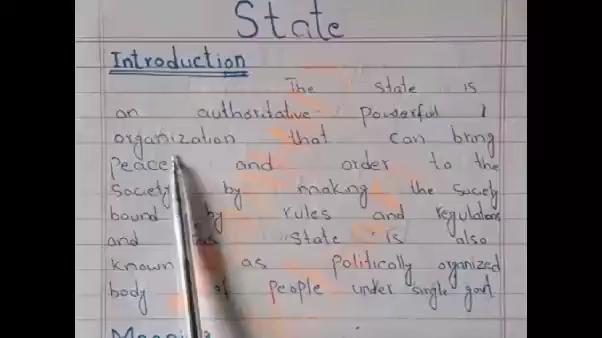 State
Introduction
The state is
an authoritative powerful
organization that can bring
peace and order to the
society by making the society
bound by rules and regulations
and state is also
known as politically organized
body of people under single govt